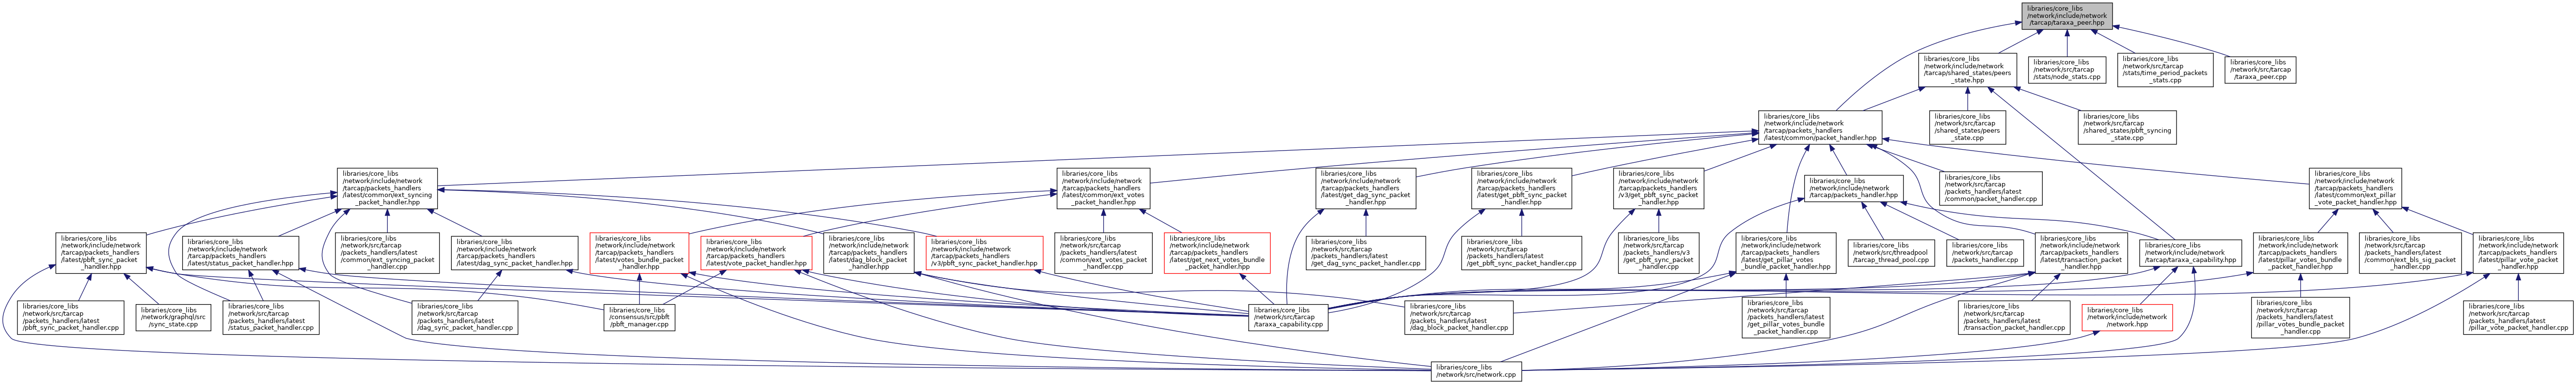 libraries/core_libs
/network/include/network
/tarcap/taraxa_peer.hpp
libraries/core_libs
/network/include/network
/tarcap/shared_states/peers
_state.hpp
libraries/core_libs
/network/src/tarcap
/stats/node_stats.cpp
libraries/core_libs
/network/src/tarcap
/stats/time_period_packets
_stats.cpp
libraries/core_libs
/network/src/tarcap
/taraxa_peer.cpp
libraries/core_libs
/network/include/network
/tarcap/packets_handlers
/latest/common/packet_handler.hpp
libraries/core_libs
/network/src/tarcap
/shared_states/peers
_state.cpp
libraries/core_libs
/network/src/tarcap
/shared_states/pbft_syncing
_state.cpp
libraries/core_libs
/network/include/network
/tarcap/packets_handlers
/latest/common/ext_syncing
_packet_handler.hpp
libraries/core_libs
/network/include/network
/tarcap/packets_handlers
/latest/common/ext_votes
_packet_handler.hpp
libraries/core_libs
/network/include/network
/tarcap/packets_handlers
/latest/get_dag_sync_packet
_handler.hpp
libraries/core_libs
/network/include/network
/tarcap/packets_handlers
/latest/get_pbft_sync_packet
_handler.hpp
libraries/core_libs
/network/include/network
/tarcap/packets_handlers
/v3/get_pbft_sync_packet
_handler.hpp
libraries/core_libs
/network/include/network
/tarcap/packets_handler.hpp
libraries/core_libs
/network/src/tarcap
/packets_handlers/latest
/common/packet_handler.cpp
libraries/core_libs
/network/include/network
/tarcap/packets_handlers
/latest/common/ext_pillar
_vote_packet_handler.hpp
libraries/core_libs
/network/include/network
/tarcap/packets_handlers
/latest/pbft_sync_packet
_handler.hpp
libraries/core_libs
/network/include/network
/tarcap/packets_handlers
/latest/status_packet_handler.hpp
libraries/core_libs
/network/src/tarcap
/packets_handlers/latest
/common/ext_syncing_packet
_handler.cpp
libraries/core_libs
/network/include/network
/tarcap/packets_handlers
/latest/dag_sync_packet_handler.hpp
libraries/core_libs
/network/include/network
/tarcap/packets_handlers
/latest/votes_bundle_packet
_handler.hpp
libraries/core_libs
/network/include/network
/tarcap/packets_handlers
/latest/vote_packet_handler.hpp
libraries/core_libs
/network/include/network
/tarcap/packets_handlers
/latest/dag_block_packet
_handler.hpp
libraries/core_libs
/network/include/network
/tarcap/packets_handlers
/v3/pbft_sync_packet_handler.hpp
libraries/core_libs
/network/src/tarcap
/packets_handlers/latest
/common/ext_votes_packet
_handler.cpp
libraries/core_libs
/network/include/network
/tarcap/packets_handlers
/latest/get_next_votes_bundle
_packet_handler.hpp
libraries/core_libs
/network/src/tarcap
/packets_handlers/latest
/get_dag_sync_packet_handler.cpp
libraries/core_libs
/network/src/tarcap
/packets_handlers/latest
/get_pbft_sync_packet_handler.cpp
libraries/core_libs
/network/src/tarcap
/packets_handlers/v3
/get_pbft_sync_packet
_handler.cpp
libraries/core_libs
/network/include/network
/tarcap/packets_handlers
/latest/get_pillar_votes
_bundle_packet_handler.hpp
libraries/core_libs
/network/src/threadpool
/tarcap_thread_pool.cpp
libraries/core_libs
/network/src/tarcap
/packets_handler.cpp
libraries/core_libs
/network/include/network
/tarcap/packets_handlers
/latest/transaction_packet
_handler.hpp
libraries/core_libs
/network/include/network
/tarcap/taraxa_capability.hpp
libraries/core_libs
/network/include/network
/tarcap/packets_handlers
/latest/pillar_votes_bundle
_packet_handler.hpp
libraries/core_libs
/network/src/tarcap
/packets_handlers/latest
/common/ext_bls_sig_packet
_handler.cpp
libraries/core_libs
/network/include/network
/tarcap/packets_handlers
/latest/pillar_vote_packet
_handler.hpp
libraries/core_libs
/network/src/tarcap
/packets_handlers/latest
/pbft_sync_packet_handler.cpp
libraries/core_libs
/network/graphql/src
/sync_state.cpp
libraries/core_libs
/network/src/tarcap
/packets_handlers/latest
/status_packet_handler.cpp
libraries/core_libs
/network/src/tarcap
/packets_handlers/latest
/dag_sync_packet_handler.cpp
libraries/core_libs
/consensus/src/pbft
/pbft_manager.cpp
libraries/core_libs
/network/src/tarcap
/taraxa_capability.cpp
libraries/core_libs
/network/src/tarcap
/packets_handlers/latest
/dag_block_packet_handler.cpp
libraries/core_libs
/network/src/tarcap
/packets_handlers/latest
/get_pillar_votes_bundle
_packet_handler.cpp
libraries/core_libs
/network/src/tarcap
/packets_handlers/latest
/transaction_packet_handler.cpp
libraries/core_libs
/network/include/network
/network.hpp
libraries/core_libs
/network/src/tarcap
/packets_handlers/latest
/pillar_votes_bundle_packet
_handler.cpp
libraries/core_libs
/network/src/tarcap
/packets_handlers/latest
/pillar_vote_packet_handler.cpp
libraries/core_libs
/network/src/network.cpp